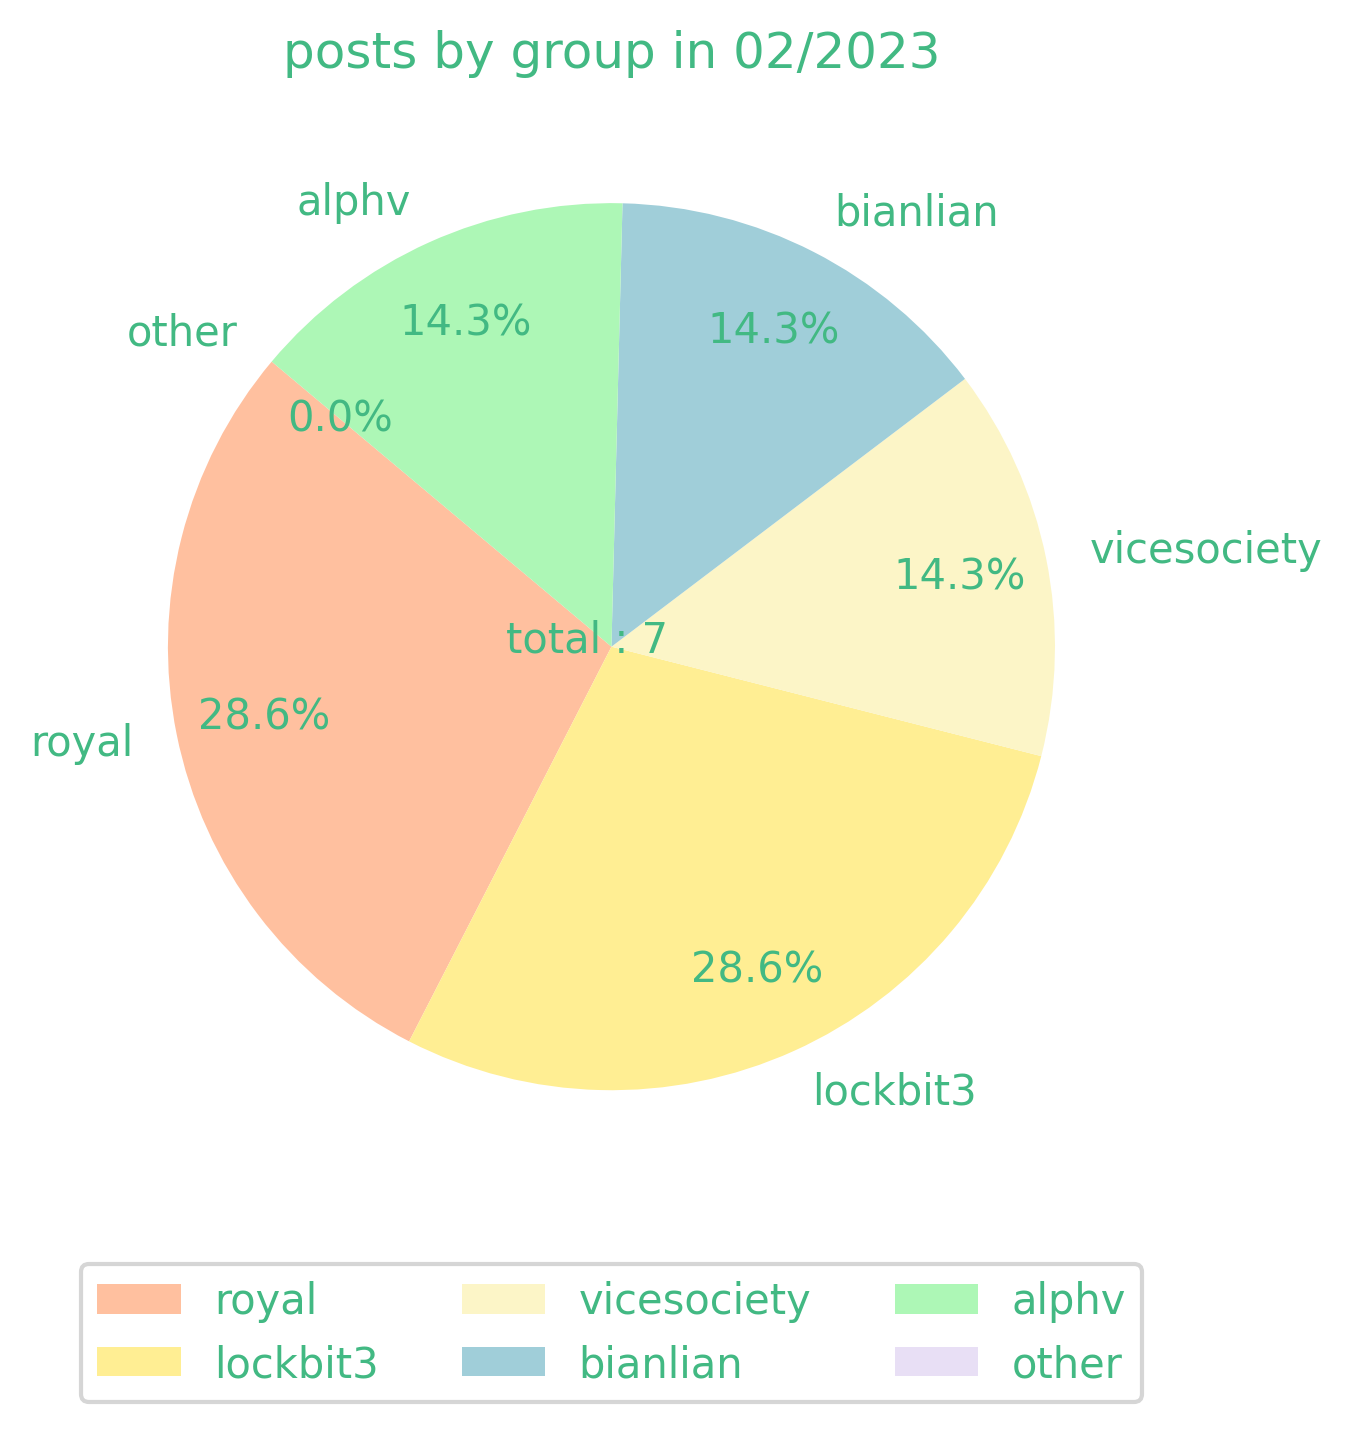 posts by group in 02/2023
alphv
bianlian
other
14.3%
14.3%
0.0%
vicesociety
14.3%
total : 7
28.6%
royal
28.6%
lockbit3
royal
vicesociety
alphv
lockbit3
bianlian
other